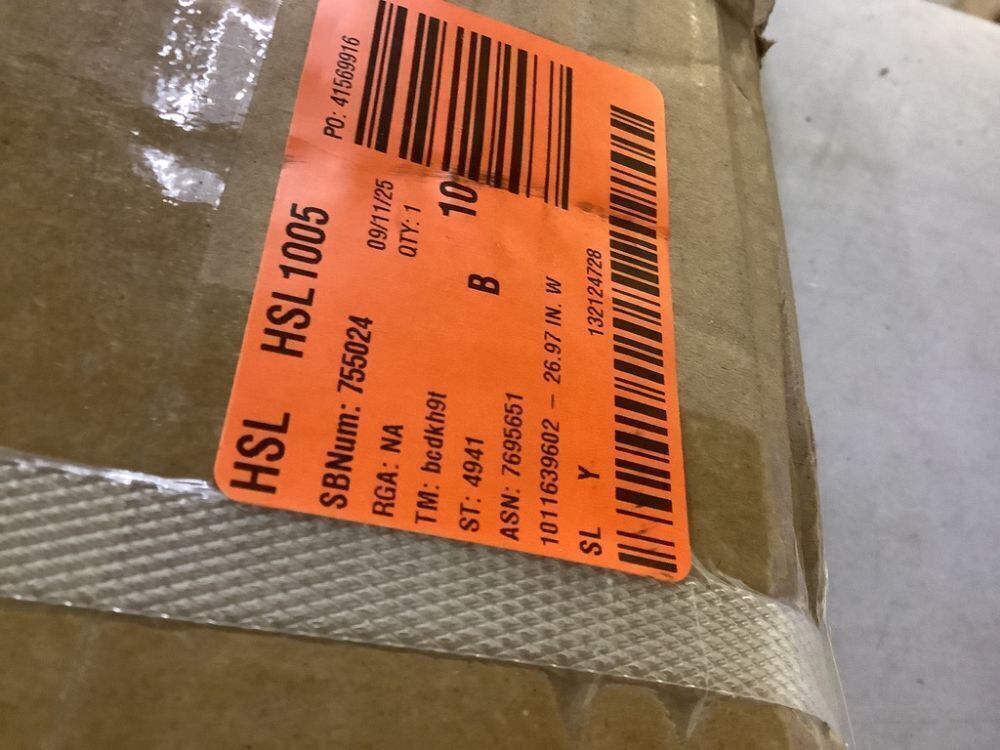 HSL HSL1005
SBNum: 755024
PO: 41569916
RGA: NA
09/11/25
TM: bcdkh9t
QTY: 1
ST: 4941
B 10
ASN: 7695651
1011639602 – 26.97 IN. W
SL Y
132124728